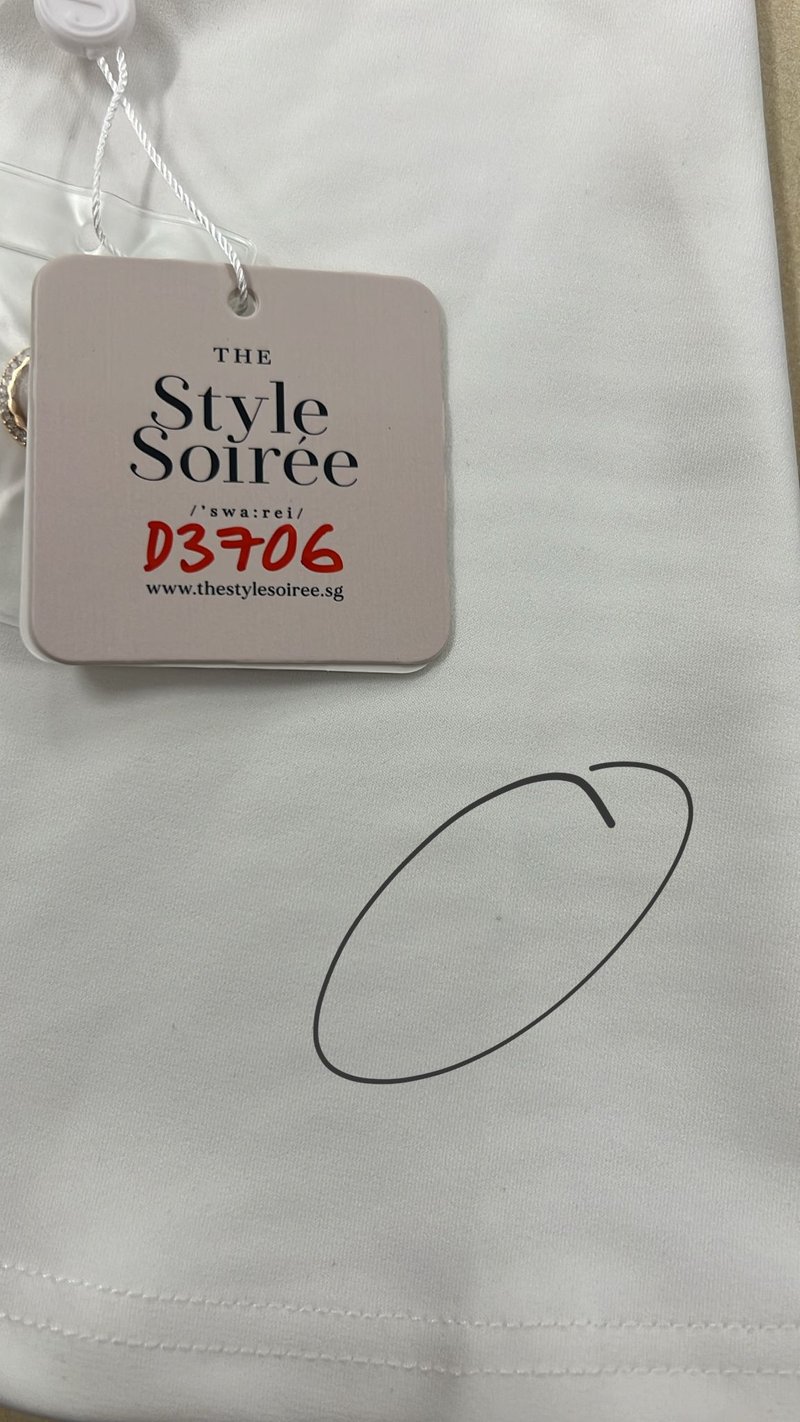 THE
Style
Soirée
/'swa:rei/
D3706
www.thestylesoiree.sg